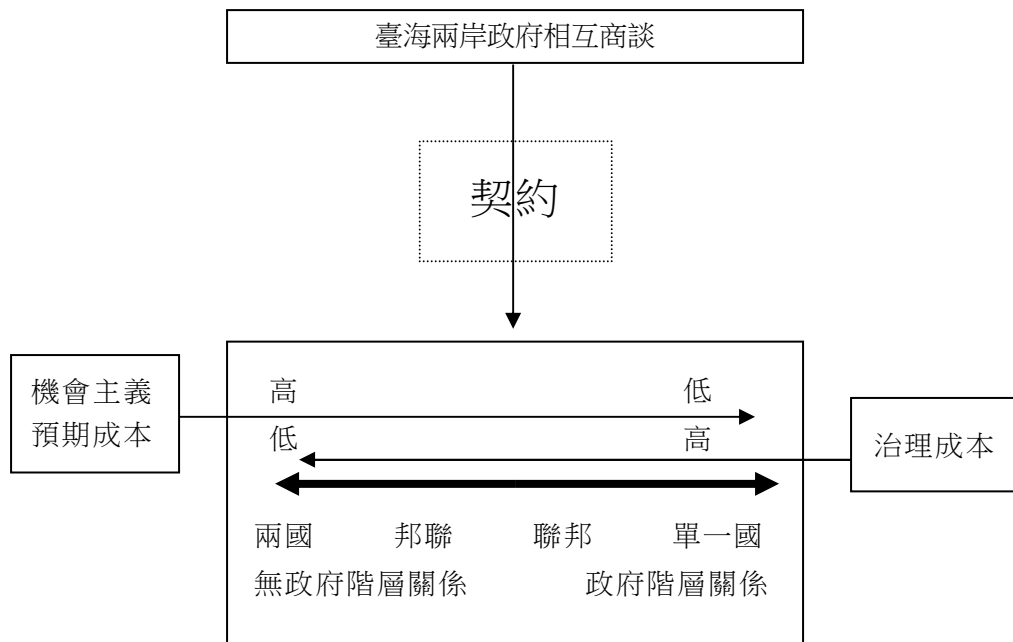 臺海兩岸政府相互商談
契約
機會主義
預期成本
高 低
低 高
治理成本
兩國 邦聯 聯邦 單一國
無政府階層關係 政府階層關係